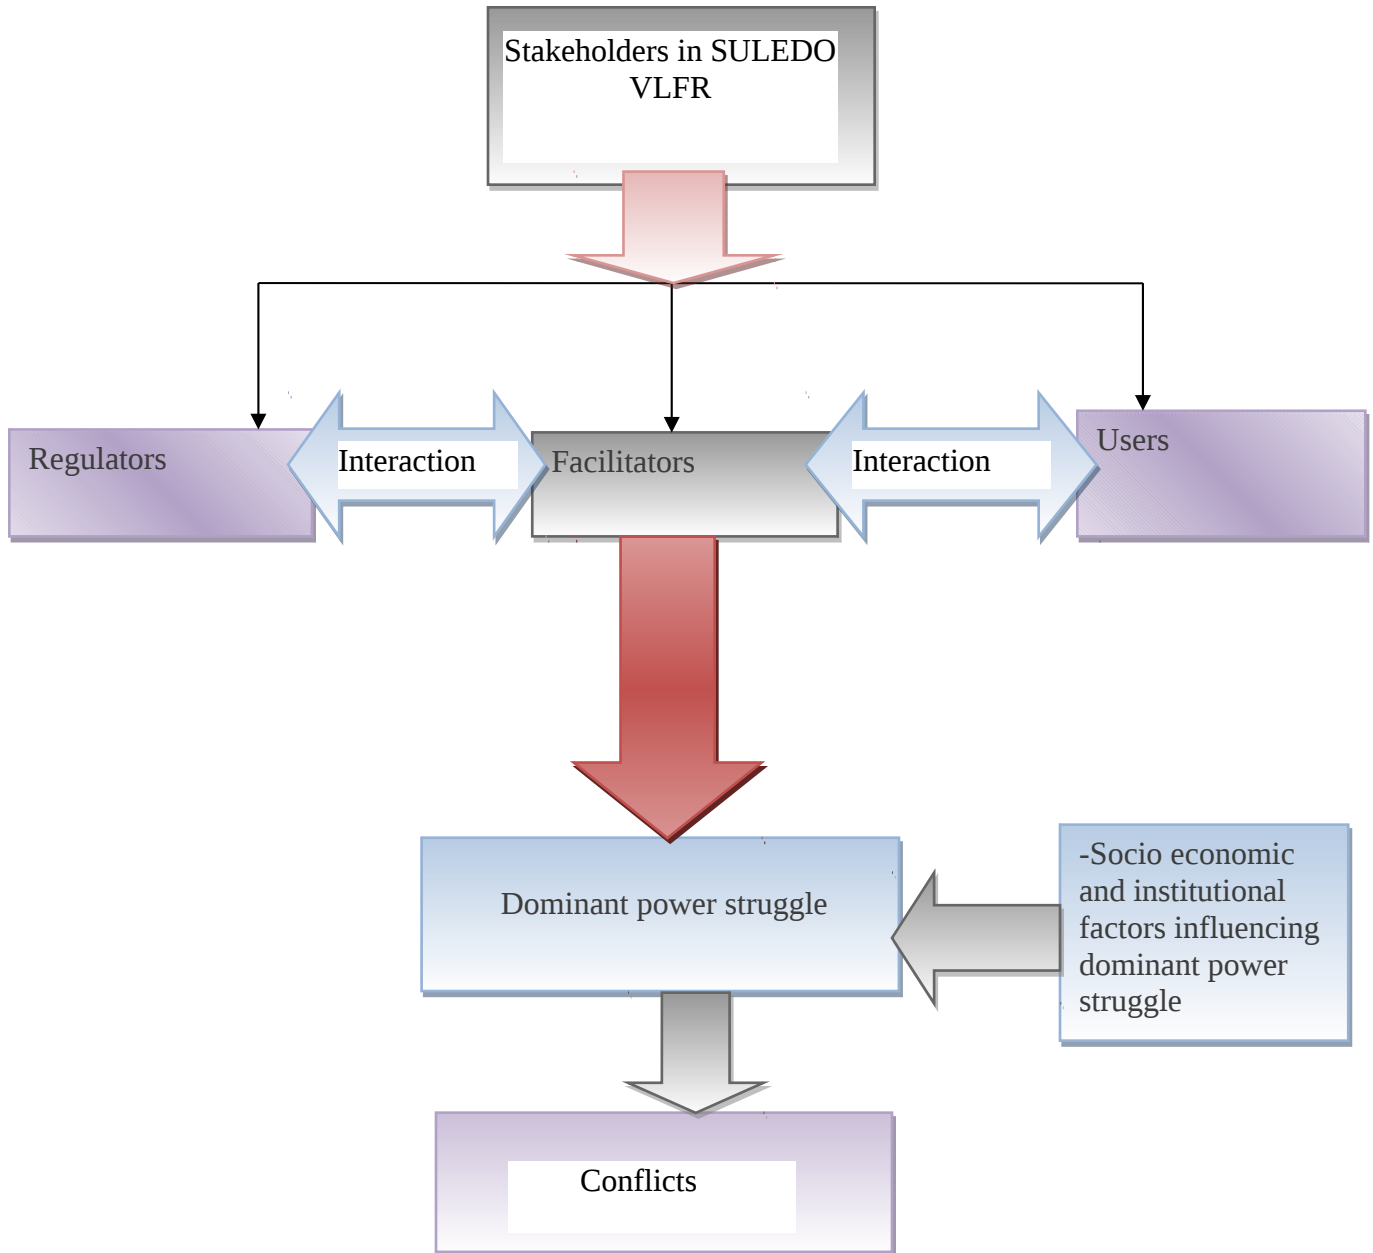 Stakeholders in SULEDO
VLFR
Regulators
Interaction
Facilitators
Interaction
Users
Dominant power struggle
-Socio economic
and institutional
factors influencing
dominant power
struggle
Conflicts